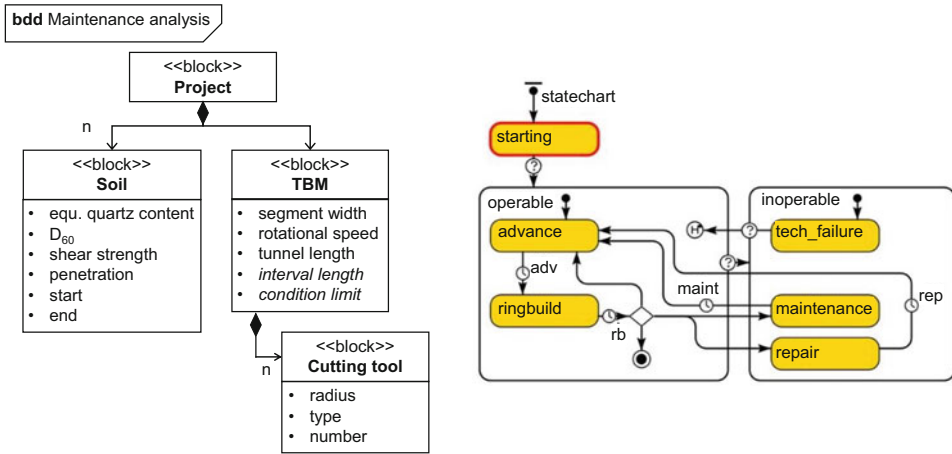 bdd Maintenance analysis
<<block>>
Project
n
<<block>>
Soil
• equ. quartz content
• D60
• shear strength
• penetration
• start
• end
<<block>>
TBM
• segment width
• rotational speed
• tunnel length
• interval length
• condition limit
n
<<block>>
Cutting tool
• radius
• type
• number
statechart
starting
?
operable
advance
adv
ringbuild
rb
inoperable
H*
?
tech_failure
?
maint
maintenance
rep
repair